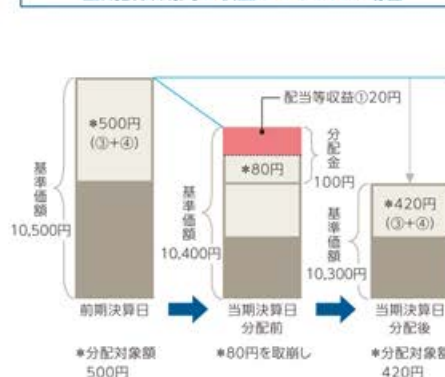 配当等収益①20円
*500円
(③+④)
分配金
*80円
100円
*420円
(③+④)
基準価額
10,500円
基準価額
10,400円
基準価額
10,300円
前期決算日
当期決算日
分配前
当期決算日
分配後
*分配対象額
500円
*80円を取崩し
*分配対象額
420円